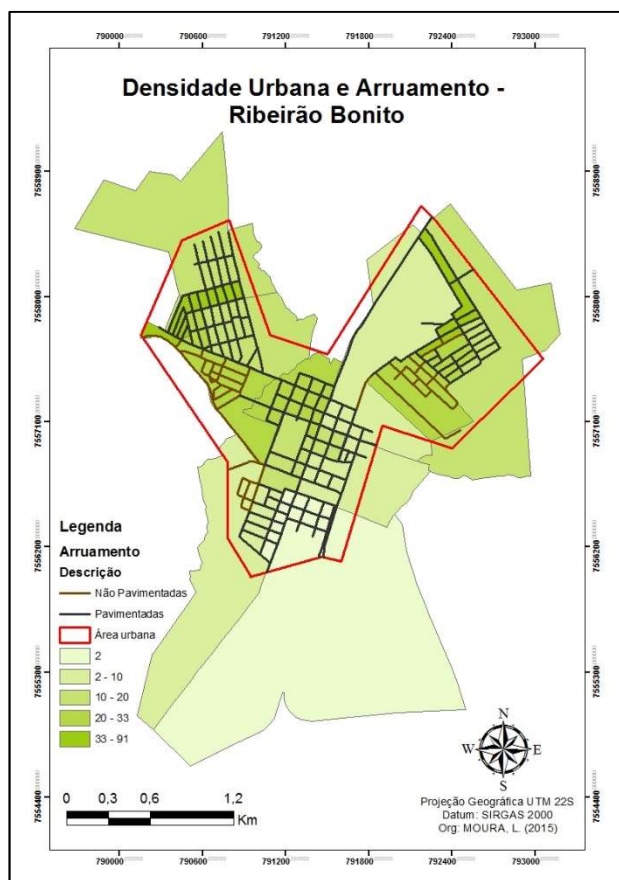 790000 790600 791200 791800 792400 793000
Densidade Urbana e Arruamento -
Ribeirão Bonito
7558900
7558900
7558000
7558000
7557100
7557100
7556200
7556200
7555300
7555300
7554400
7554400
Legenda
Arruamento
Descrição
Não Pavimentadas
Pavimentadas
Área urbana
2
2 - 10
10 - 20
20 - 33
33 - 91
N
W E
S
0 0,3 0,6 1,2
Km
Projeção Geográfica UTM 22S
Datum: SIRGAS 2000
Org: MOURA, L. (2015)
790000 790600 791200 791800 792400 793000